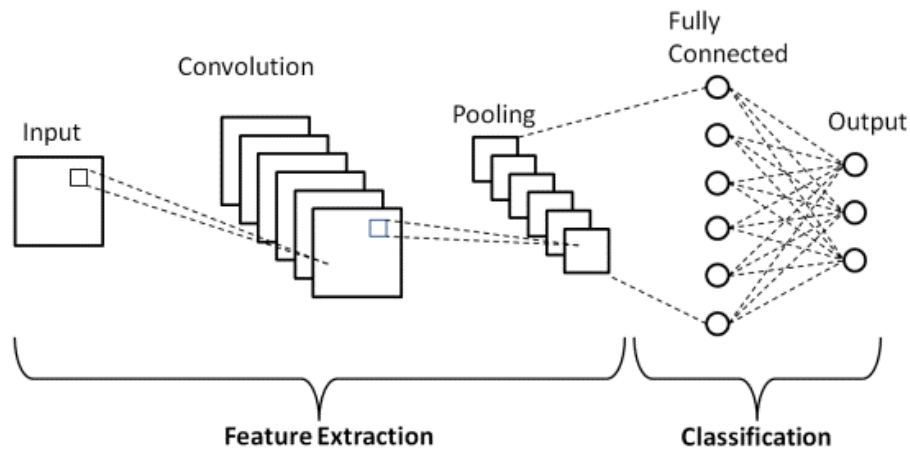 Input
Convolution
Pooling
Fully
Connected
Output
Feature Extraction
Classification